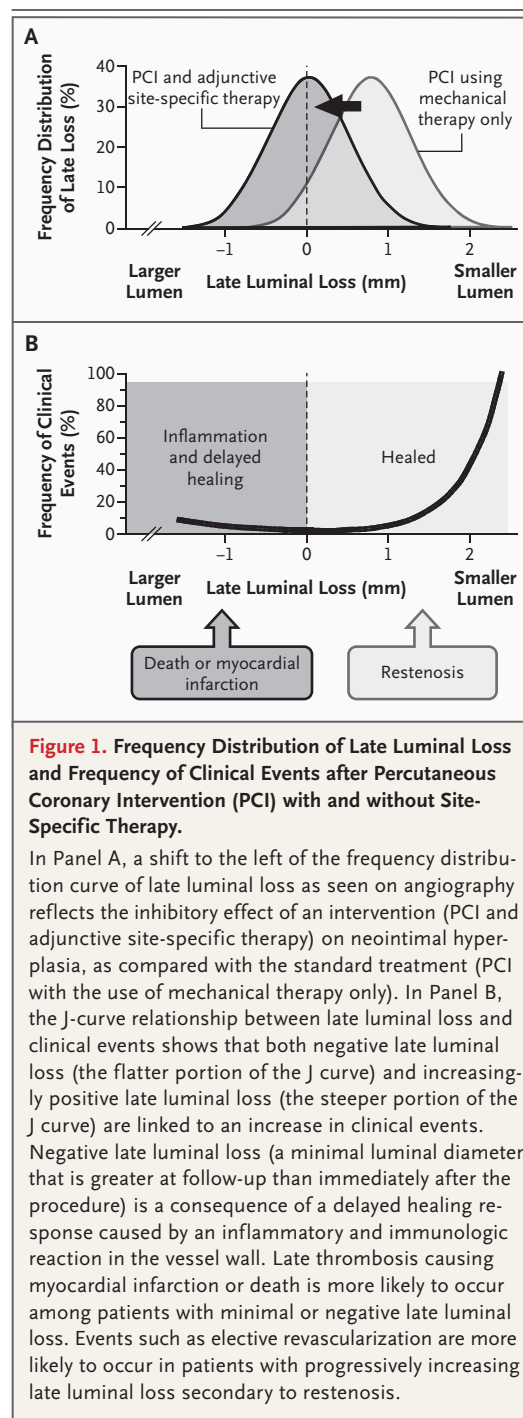 A
40
30
20
10
0
Frequency Distribution
of Late Loss (%)
PCI and adjunctive
site-specific therapy
PCI using
mechanical
therapy only
–1
0
1
2
Larger
Lumen
Late Luminal Loss (mm)
Smaller
Lumen
B
100
80
60
40
20
0
Frequency of Clinical
Events (%)
Inflammation
and delayed
healing
Healed
–1
0
1
2
Larger
Lumen
Late Luminal Loss (mm)
Smaller
Lumen
Death or myocardial
infarction
Restenosis
Figure 1. Frequency Distribution of Late Luminal Loss
and Frequency of Clinical Events after Percutaneous
Coronary Intervention (PCI) with and without Site-
Specific Therapy.
In Panel A, a shift to the left of the frequency distribu-
tion curve of late luminal loss as seen on angiography
reflects the inhibitory effect of an intervention (PCI and
adjunctive site-specific therapy) on neointimal hyper-
plasia, as compared with the standard treatment (PCI
with the use of mechanical therapy only). In Panel B,
the J-curve relationship between late luminal loss and
clinical events shows that both negative late luminal
loss (the flatter portion of the J curve) and increasing-
ly positive late luminal loss (the steeper portion of the
J curve) are linked to an increase in clinical events.
Negative late luminal loss (a minimal luminal diameter
that is greater at follow-up than immediately after the
procedure) is a consequence of a delayed healing re-
sponse caused by an inflammatory and immunologic
reaction in the vessel wall. Late thrombosis causing
myocardial infarction or death is more likely to occur
among patients with minimal or negative late luminal
loss. Events such as elective revascularization are more
likely to occur in patients with progressively increasing
late luminal loss secondary to restenosis.